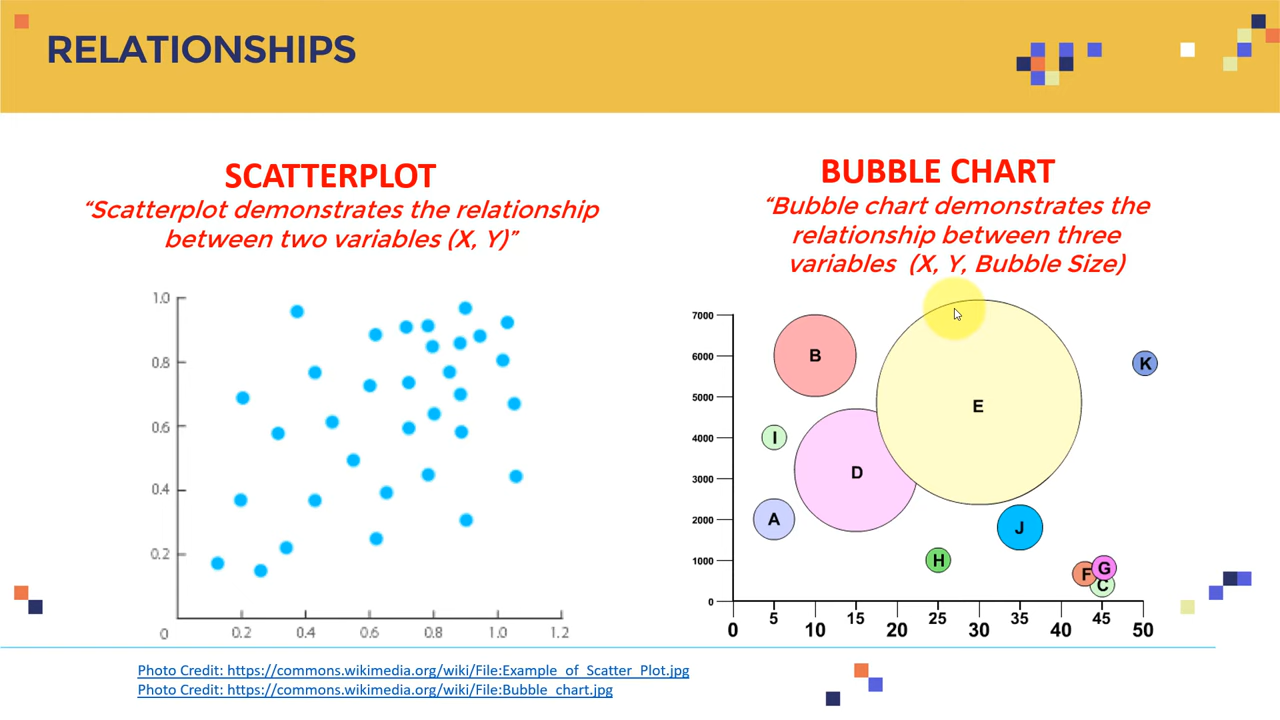 RELATIONSHIPS
SCATTERPLOT
“Scatterplot demonstrates the relationship
between two variables (X, Y)”
1.0
0.8
0.6
0.4
0.2
0
0.2
0.4
0.6
0.8
1.0
1.2
BUBBLE CHART
“Bubble chart demonstrates the
relationship between three
variables (X, Y, Bubble Size)
7000
6000
5000
4000
3000
2000
1000
0
B
E
K
I
D
A
J
H
F
G
C
0
5
10
15
20
25
30
35
40
45
50
Photo Credit: https://commons.wikimedia.org/wiki/File:Example_of_Scatter_Plot.jpg
Photo Credit: https://commons.wikimedia.org/wiki/File:Bubble_chart.jpg